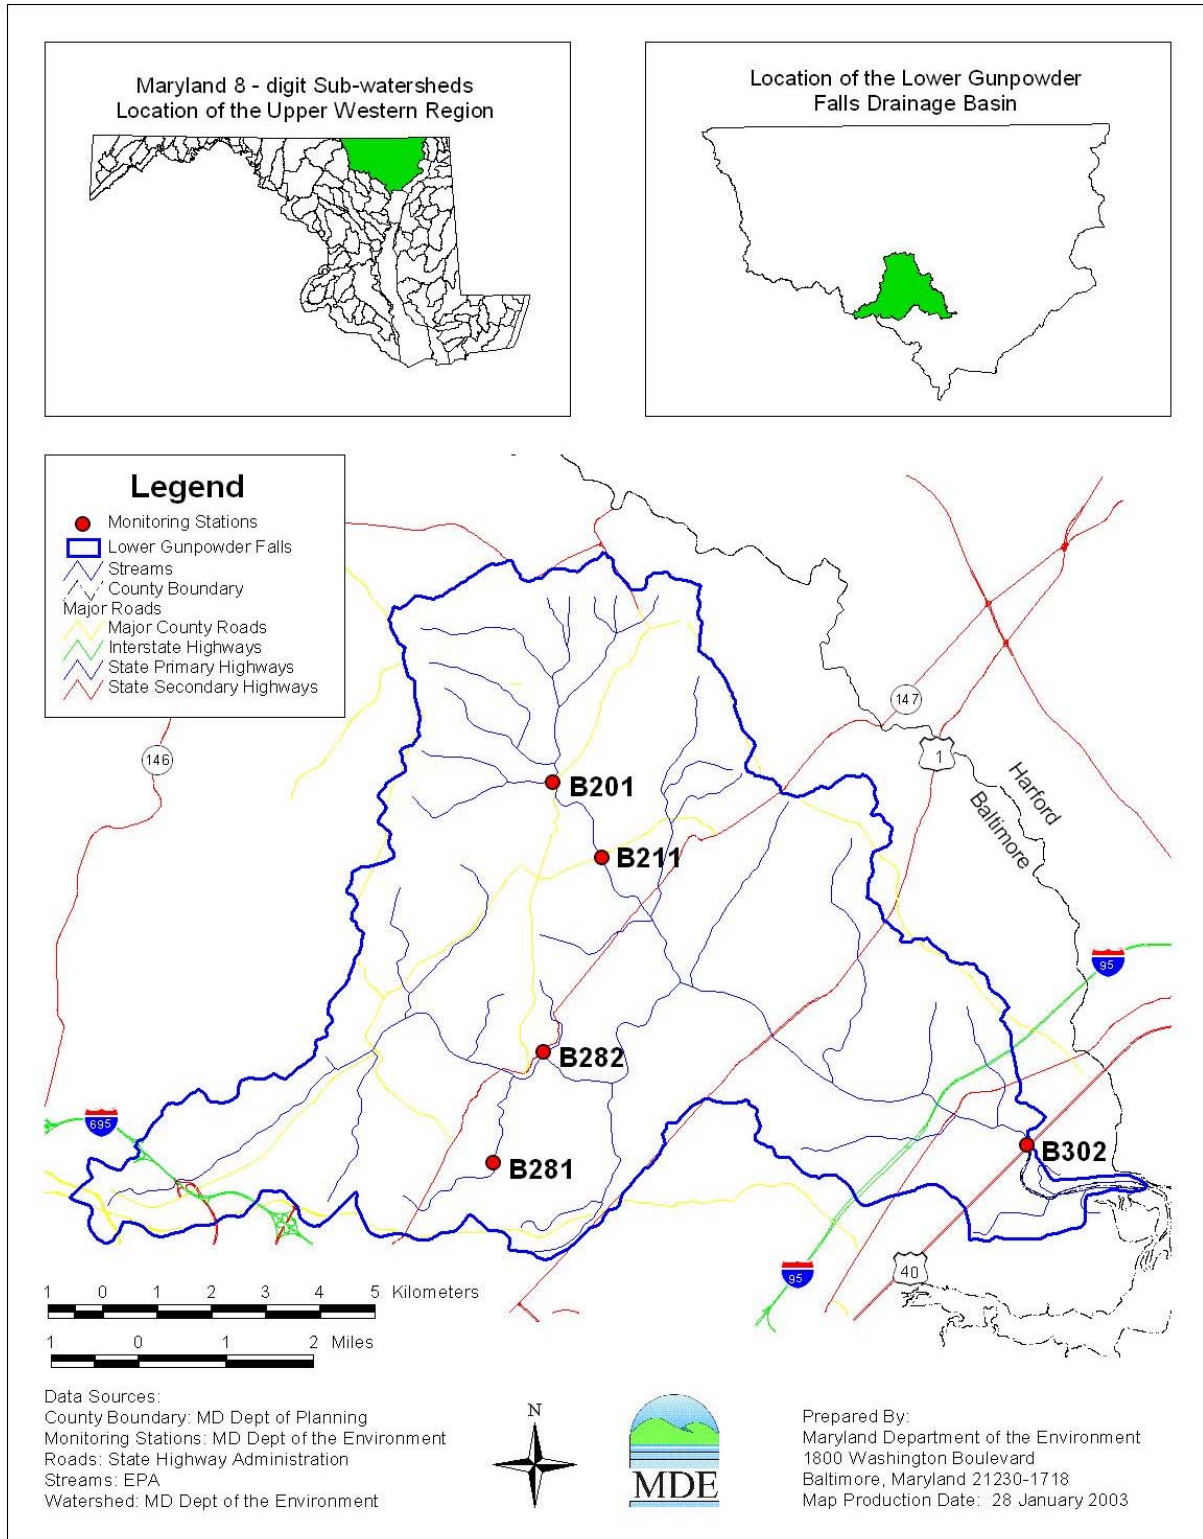 Maryland 8 - digit Sub-watersheds
Location of the Upper Western Region
Location of the Lower Gunpowder
Falls Drainage Basin
Legend
Monitoring Stations
Lower Gunpowder Falls
Streams
County Boundary
Major Roads
Major County Roads
Interstate Highways
State Primary Highways
State Secondary Highways
147
146
1
Harford
Baltimore
B201
B211
95
B282
695
B302
B281
95
40
1 0 1 2 3 4 5 Kilometers
1 0 1 2 Miles
Data Sources:
County Boundary: MD Dept of Planning
Monitoring Stations: MD Dept of the Environment
Roads: State Highway Administration
Streams: EPA
Watershed: MD Dept of the Environment
N
MDE
Prepared By:
Maryland Department of the Environment
1800 Washington Boulevard
Baltimore, Maryland 21230-1718
Map Production Date: 28 January 2003